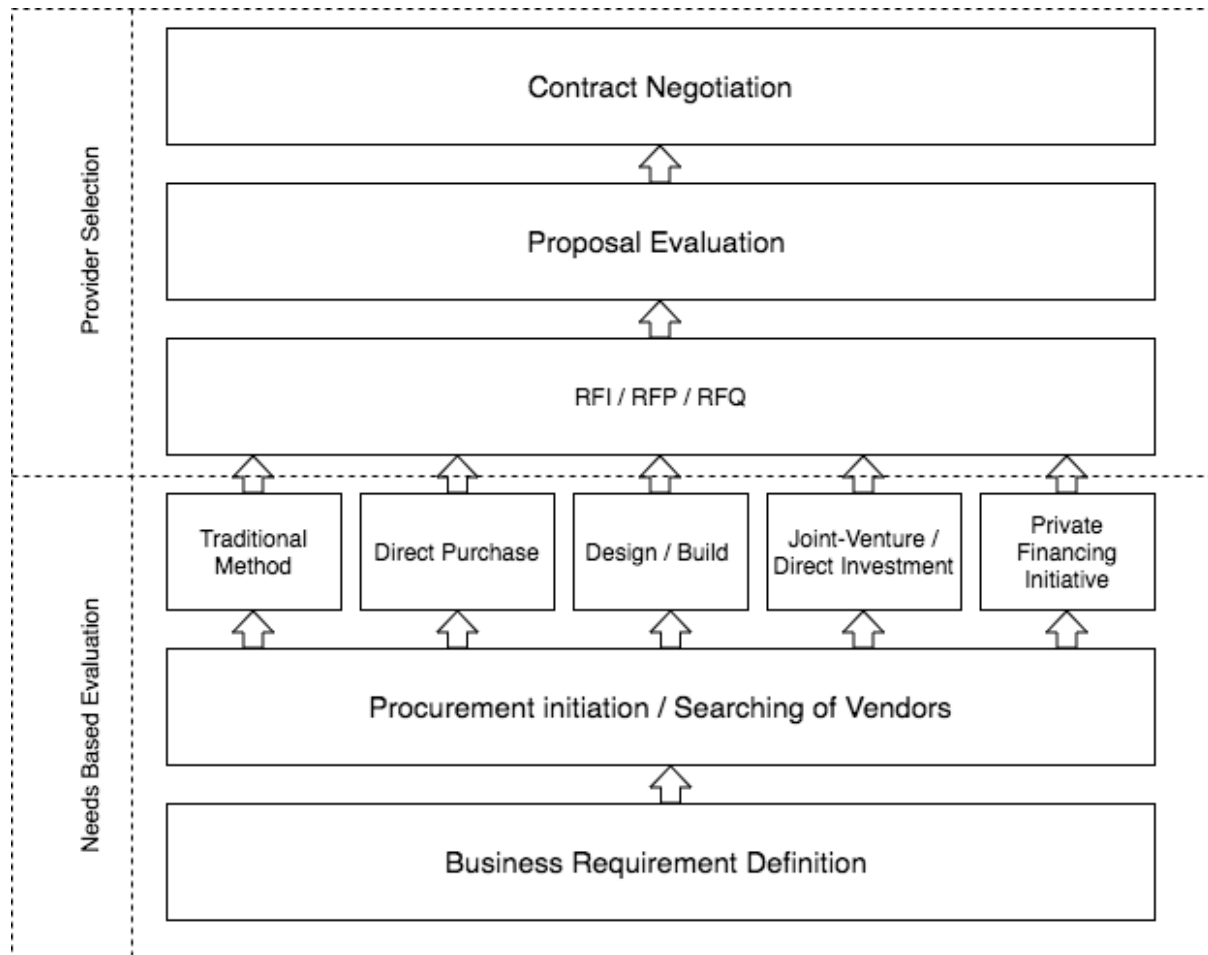 Provider Selection
Contract Negotiation
Proposal Evaluation
RFI / RFP / RFQ
Needs Based Evaluation
Traditional
Method
Direct Purchase
Design / Build
Joint-Venture /
Direct Investment
Private
Financing
Initiative
Procurement initiation / Searching of Vendors
Business Requirement Definition